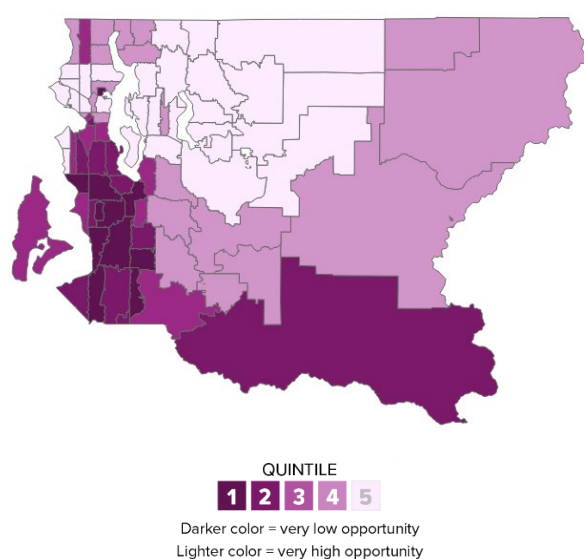 QUINTILE
1 2 3 4 5
Darker color = very low opportunity
Lighter color = very high opportunity